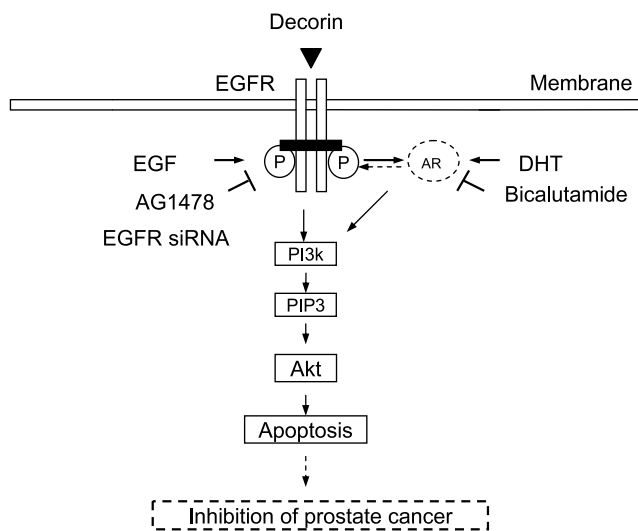 Decorin
EGFR
Membrane
EGF
P
P
AR
DHT
AG1478
Bicalutamide
EGFR siRNA
PI3k
PIP3
Akt
Apoptosis
Inhibition of prostate cancer